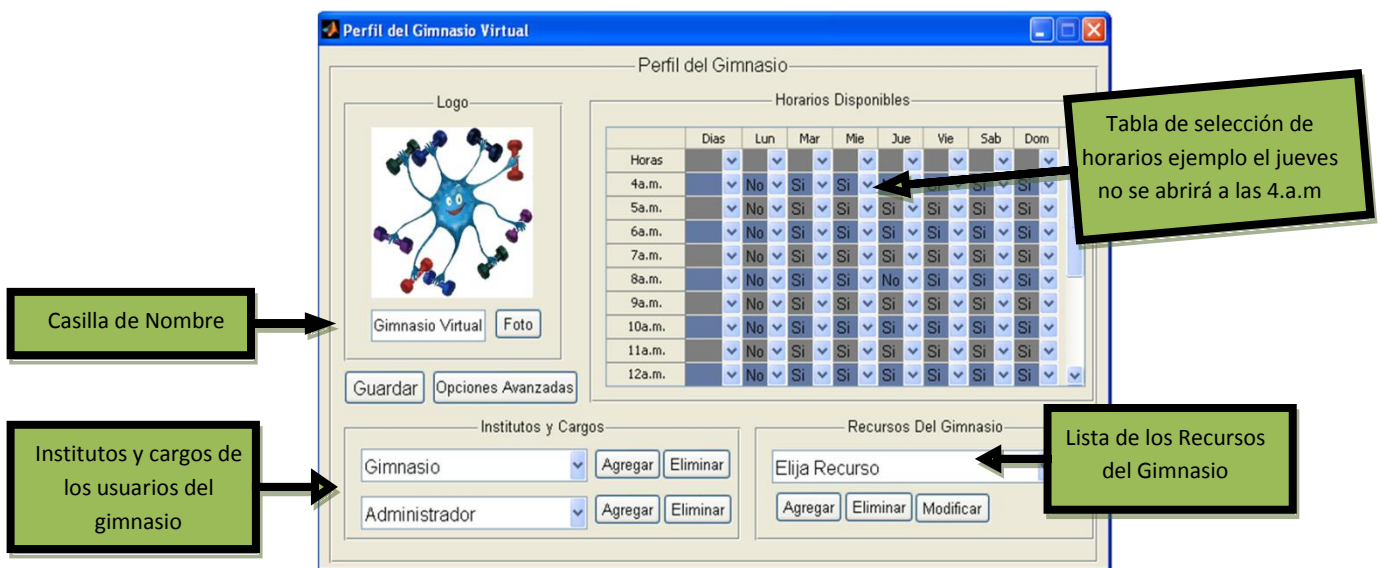 Perfil del Gimnasio Virtual
Perfil del Gimnasio
Logo
Gimnasio Virtual Foto
Guardar Opciones Avanzadas
Horarios Disponibles
Dias Lun Mar Mie Jue Vie Sab Dom
Horas
4a.m. No Si Si Si
5a.m. No Si Si Si Si Si Si
6a.m. No Si Si Si Si Si Si
7a.m. No Si Si Si Si Si Si
8a.m. No Si Si No Si Si Si
9a.m. No Si Si Si Si Si Si
10a.m. No Si Si Si Si Si Si
11a.m. No Si Si Si Si Si Si
12a.m. No Si Si Si Si Si Si
Tabla de selección de
horarios ejemplo el jueves
no se abrirá a las 4.a.m
Casilla de Nombre
Institutos y cargos de
los usuarios del
gimnasio
Institutos y Cargos
Gimnasio Agregar Eliminar
Administrador Agregar Eliminar
Recursos Del Gimnasio
Elija Recurso
Agregar Eliminar Modificar
Lista de los Recursos
del Gimnasio